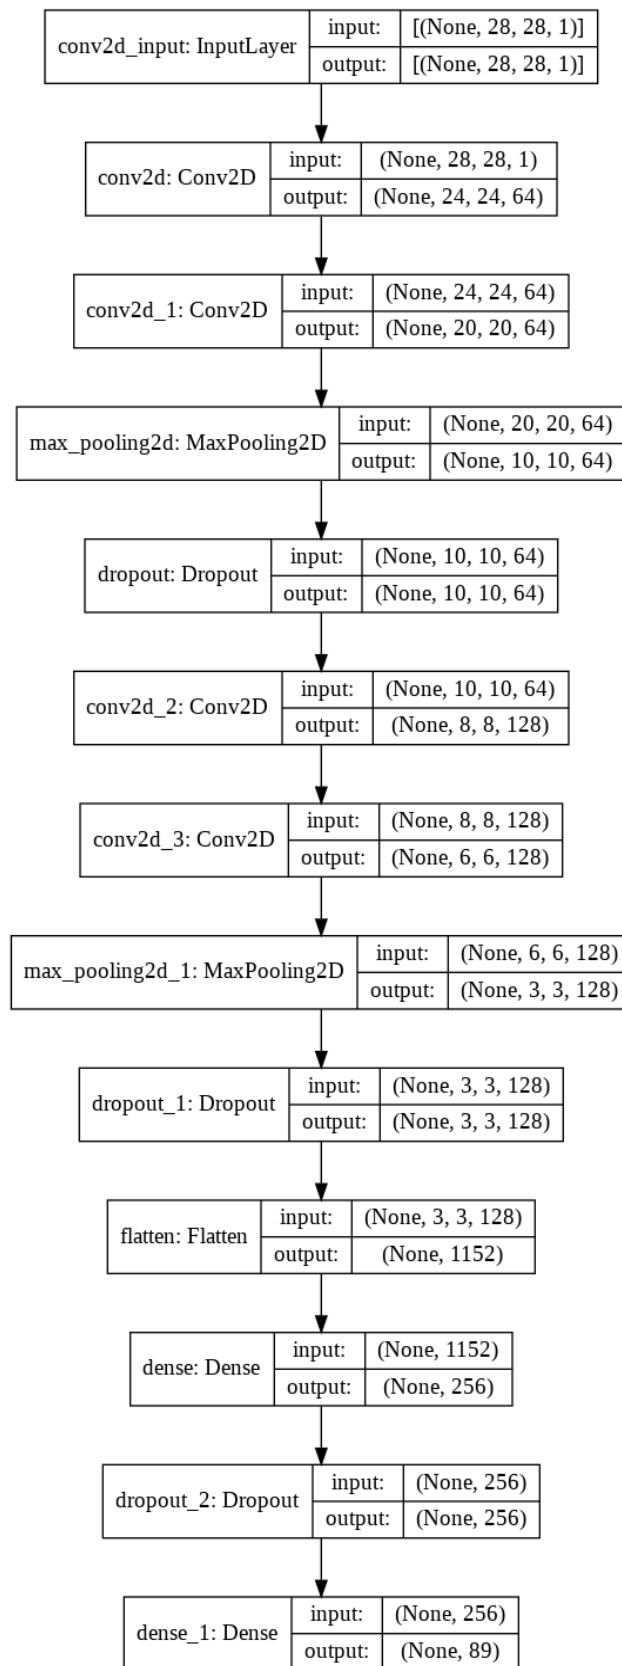 conv2d_input: InputLayer
input: [(None, 28, 28, 1)]
output: [(None, 28, 28, 1)]
conv2d: Conv2D
input: (None, 28, 28, 1)
output: (None, 24, 24, 64)
conv2d_1: Conv2D
input: (None, 24, 24, 64)
output: (None, 20, 20, 64)
max_pooling2d: MaxPooling2D
input: (None, 20, 20, 64)
output: (None, 10, 10, 64)
dropout: Dropout
input: (None, 10, 10, 64)
output: (None, 10, 10, 64)
conv2d_2: Conv2D
input: (None, 10, 10, 64)
output: (None, 8, 8, 128)
conv2d_3: Conv2D
input: (None, 8, 8, 128)
output: (None, 6, 6, 128)
max_pooling2d_1: MaxPooling2D
input: (None, 6, 6, 128)
output: (None, 3, 3, 128)
dropout_1: Dropout
input: (None, 3, 3, 128)
output: (None, 3, 3, 128)
flatten: Flatten
input: (None, 3, 3, 128)
output: (None, 1152)
dense: Dense
input: (None, 1152)
output: (None, 256)
dropout_2: Dropout
input: (None, 256)
output: (None, 256)
dense_1: Dense
input: (None, 256)
output: (None, 89)